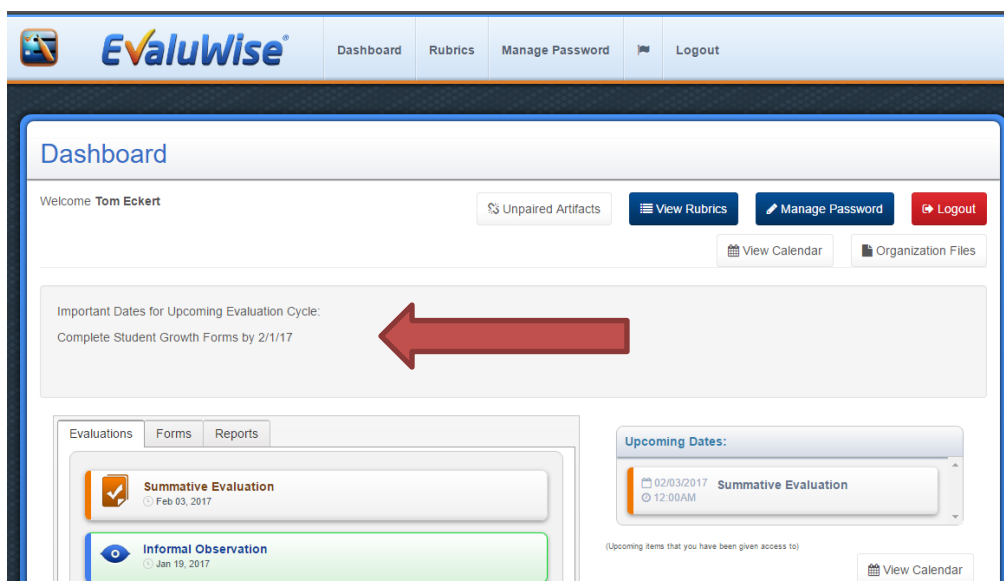 EvaluWise®
Dashboard Rubrics Manage Password Logout
Dashboard
Welcome Tom Eckert
Unpaired Artifacts View Rubrics Manage Password Logout
View Calendar Organization Files
Important Dates for Upcoming Evaluation Cycle:
Complete Student Growth Forms by 2/1/17
Evaluations Forms Reports
Summative Evaluation
Feb 03, 2017
Informal Observation
Jan 19, 2017
Upcoming Dates:
02/03/2017 Summative Evaluation
12:00AM
(Upcoming items that you have been given access to)
View Calendar